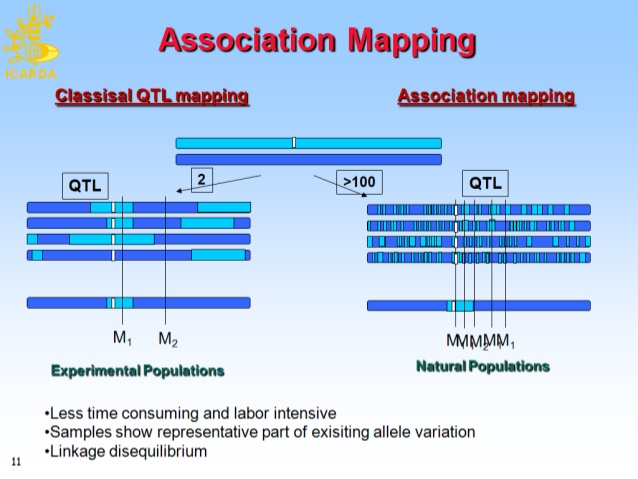 Association Mapping
ICARDA
Classisal QTL mapping
Association mapping
QTL
2
>100
QTL
M1
M2
M1
Experimental Populations
Natural Populations
•Less time consuming and labor intensive
•Samples show representative part of exisiting allele variation
•Linkage disequilibrium
11